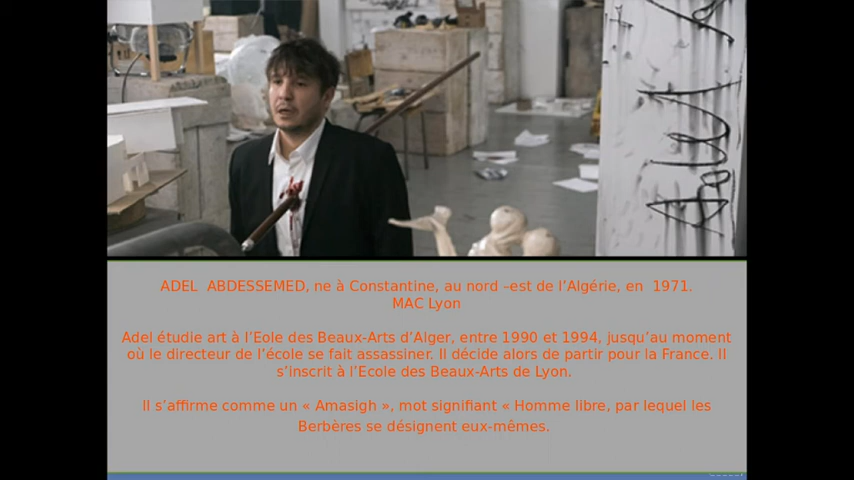 ADEL ABDESSEMED, ne à Constantine, au nord –est de l’Algérie, en 1971.
MAC Lyon
Adel étudie art à l’Eole des Beaux-Arts d’Alger, entre 1990 et 1994, jusqu’au moment
où le directeur de l’école se fait assassiner. Il décide alors de partir pour la France. Il
s’inscrit à l’Ecole des Beaux-Arts de Lyon.
Il s’affirme comme un « Amasigh », mot signifiant « Homme libre, par lequel les
Berbères se désignent eux-mêmes.